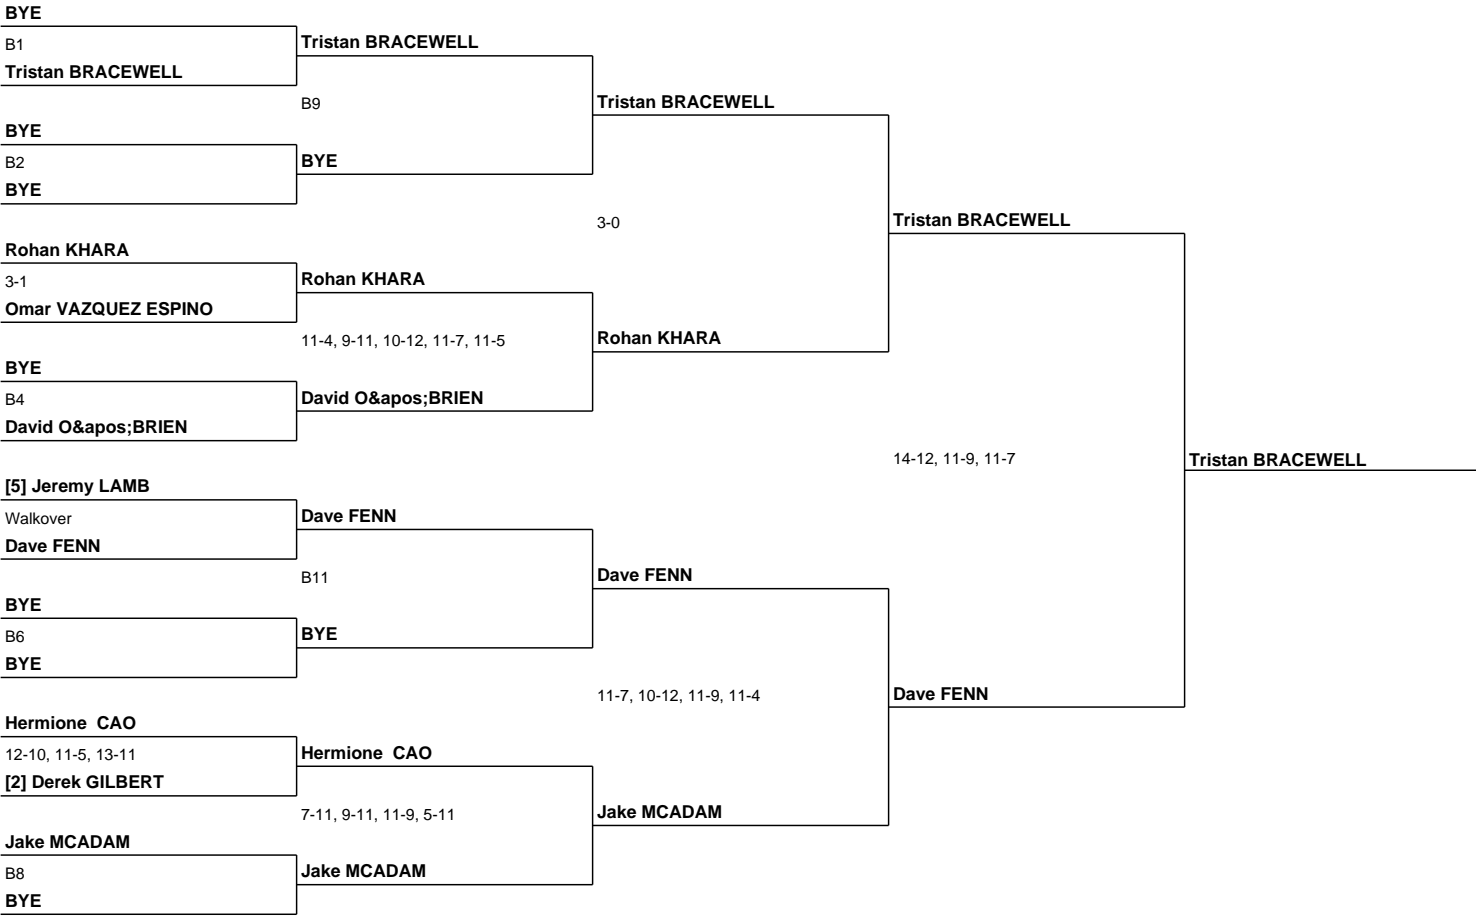 BYE
B1
Tristan BRACEWELL
BYE
B2
BYE
Rohan KHARA
3-1
Omar VAZQUEZ ESPINO
BYE
B4
David O&apos;BRIEN
[5] Jeremy LAMB
Walkover
Dave FENN
BYE
B6
BYE
Hermione  CAO
12-10, 11-5, 13-11
[2] Derek GILBERT
Jake MCADAM
B8
BYE
Tristan BRACEWELL
B9
BYE
Rohan KHARA
11-4, 9-11, 10-12, 11-7, 11-5
David O&apos;BRIEN
Dave FENN
B11
BYE
Hermione  CAO
7-11, 9-11, 11-9, 5-11
Jake MCADAM
Tristan BRACEWELL
3-0
Rohan KHARA
Dave FENN
11-7, 10-12, 11-9, 11-4
Jake MCADAM
Tristan BRACEWELL
14-12, 11-9, 11-7
Dave FENN
Tristan BRACEWELL